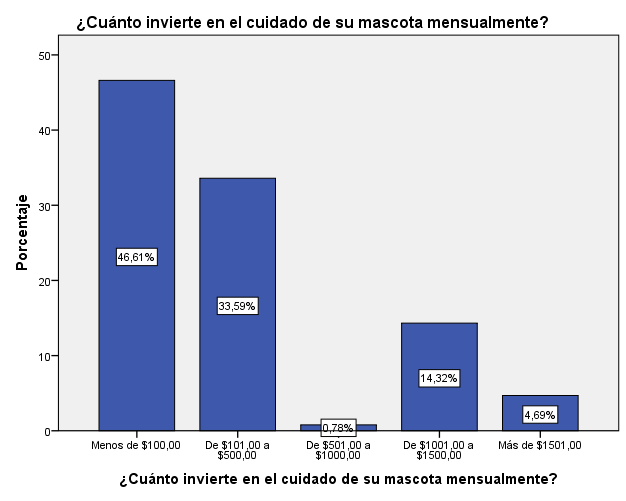 ¿Cuánto invierte en el cuidado de su mascota mensualmente?
Porcentaje
50
40
30
20
10
0
46,61%
33,59%
0,78%
14,32%
4,69%
Menos de $100,00
De $101,00 a
$500,00
De $501,00 a
$1000,00
De $1001,00 a
$1500,00
Más de $1501,00
¿Cuánto invierte en el cuidado de su mascota mensualmente?